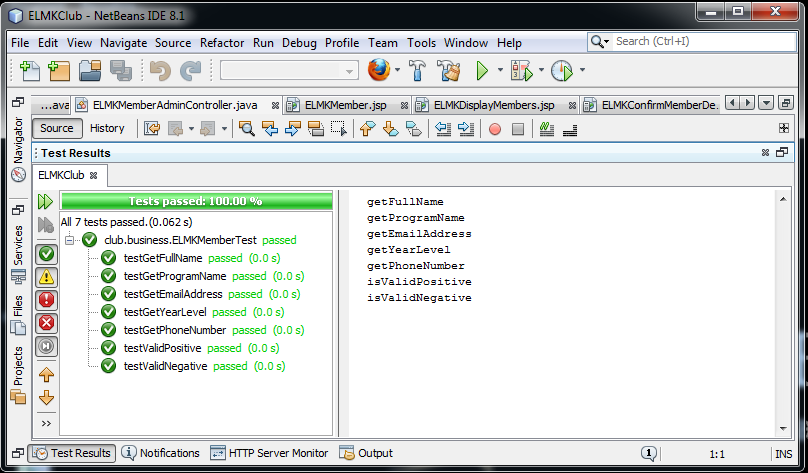 ELMKClub - NetBeans IDE 8.1
File Edit View Navigate Source Refactor Run Debug Profile Team Tools Window Help
Search (Ctrl+I)
...ava ELMKMemberAdminController.java ELMKMember.jsp ELMKDisplayMembers.jsp ELMKConfirmMemberDe...
Source History
Navigator
Services
Files
Projects
Test Results
ELMKClub
Tests passed: 100.00 %
All 7 tests passed.(0.062 s)
club.business.ELMKMemberTest passed
testGetFullName passed (0.0 s)
testGetProgramName passed (0.0 s)
testGetEmailAddress passed (0.0 s)
testGetYearLevel passed (0.0 s)
testGetPhoneNumber passed (0.0 s)
testValidPositive passed (0.0 s)
testValidNegative passed (0.0 s)
>>
getFullName
getProgramName
getEmailAddress
getYearLevel
getPhoneNumber
isValidPositive
isValidNegative
Test Results Notifications HTTP Server Monitor Output
1 1:1 INS